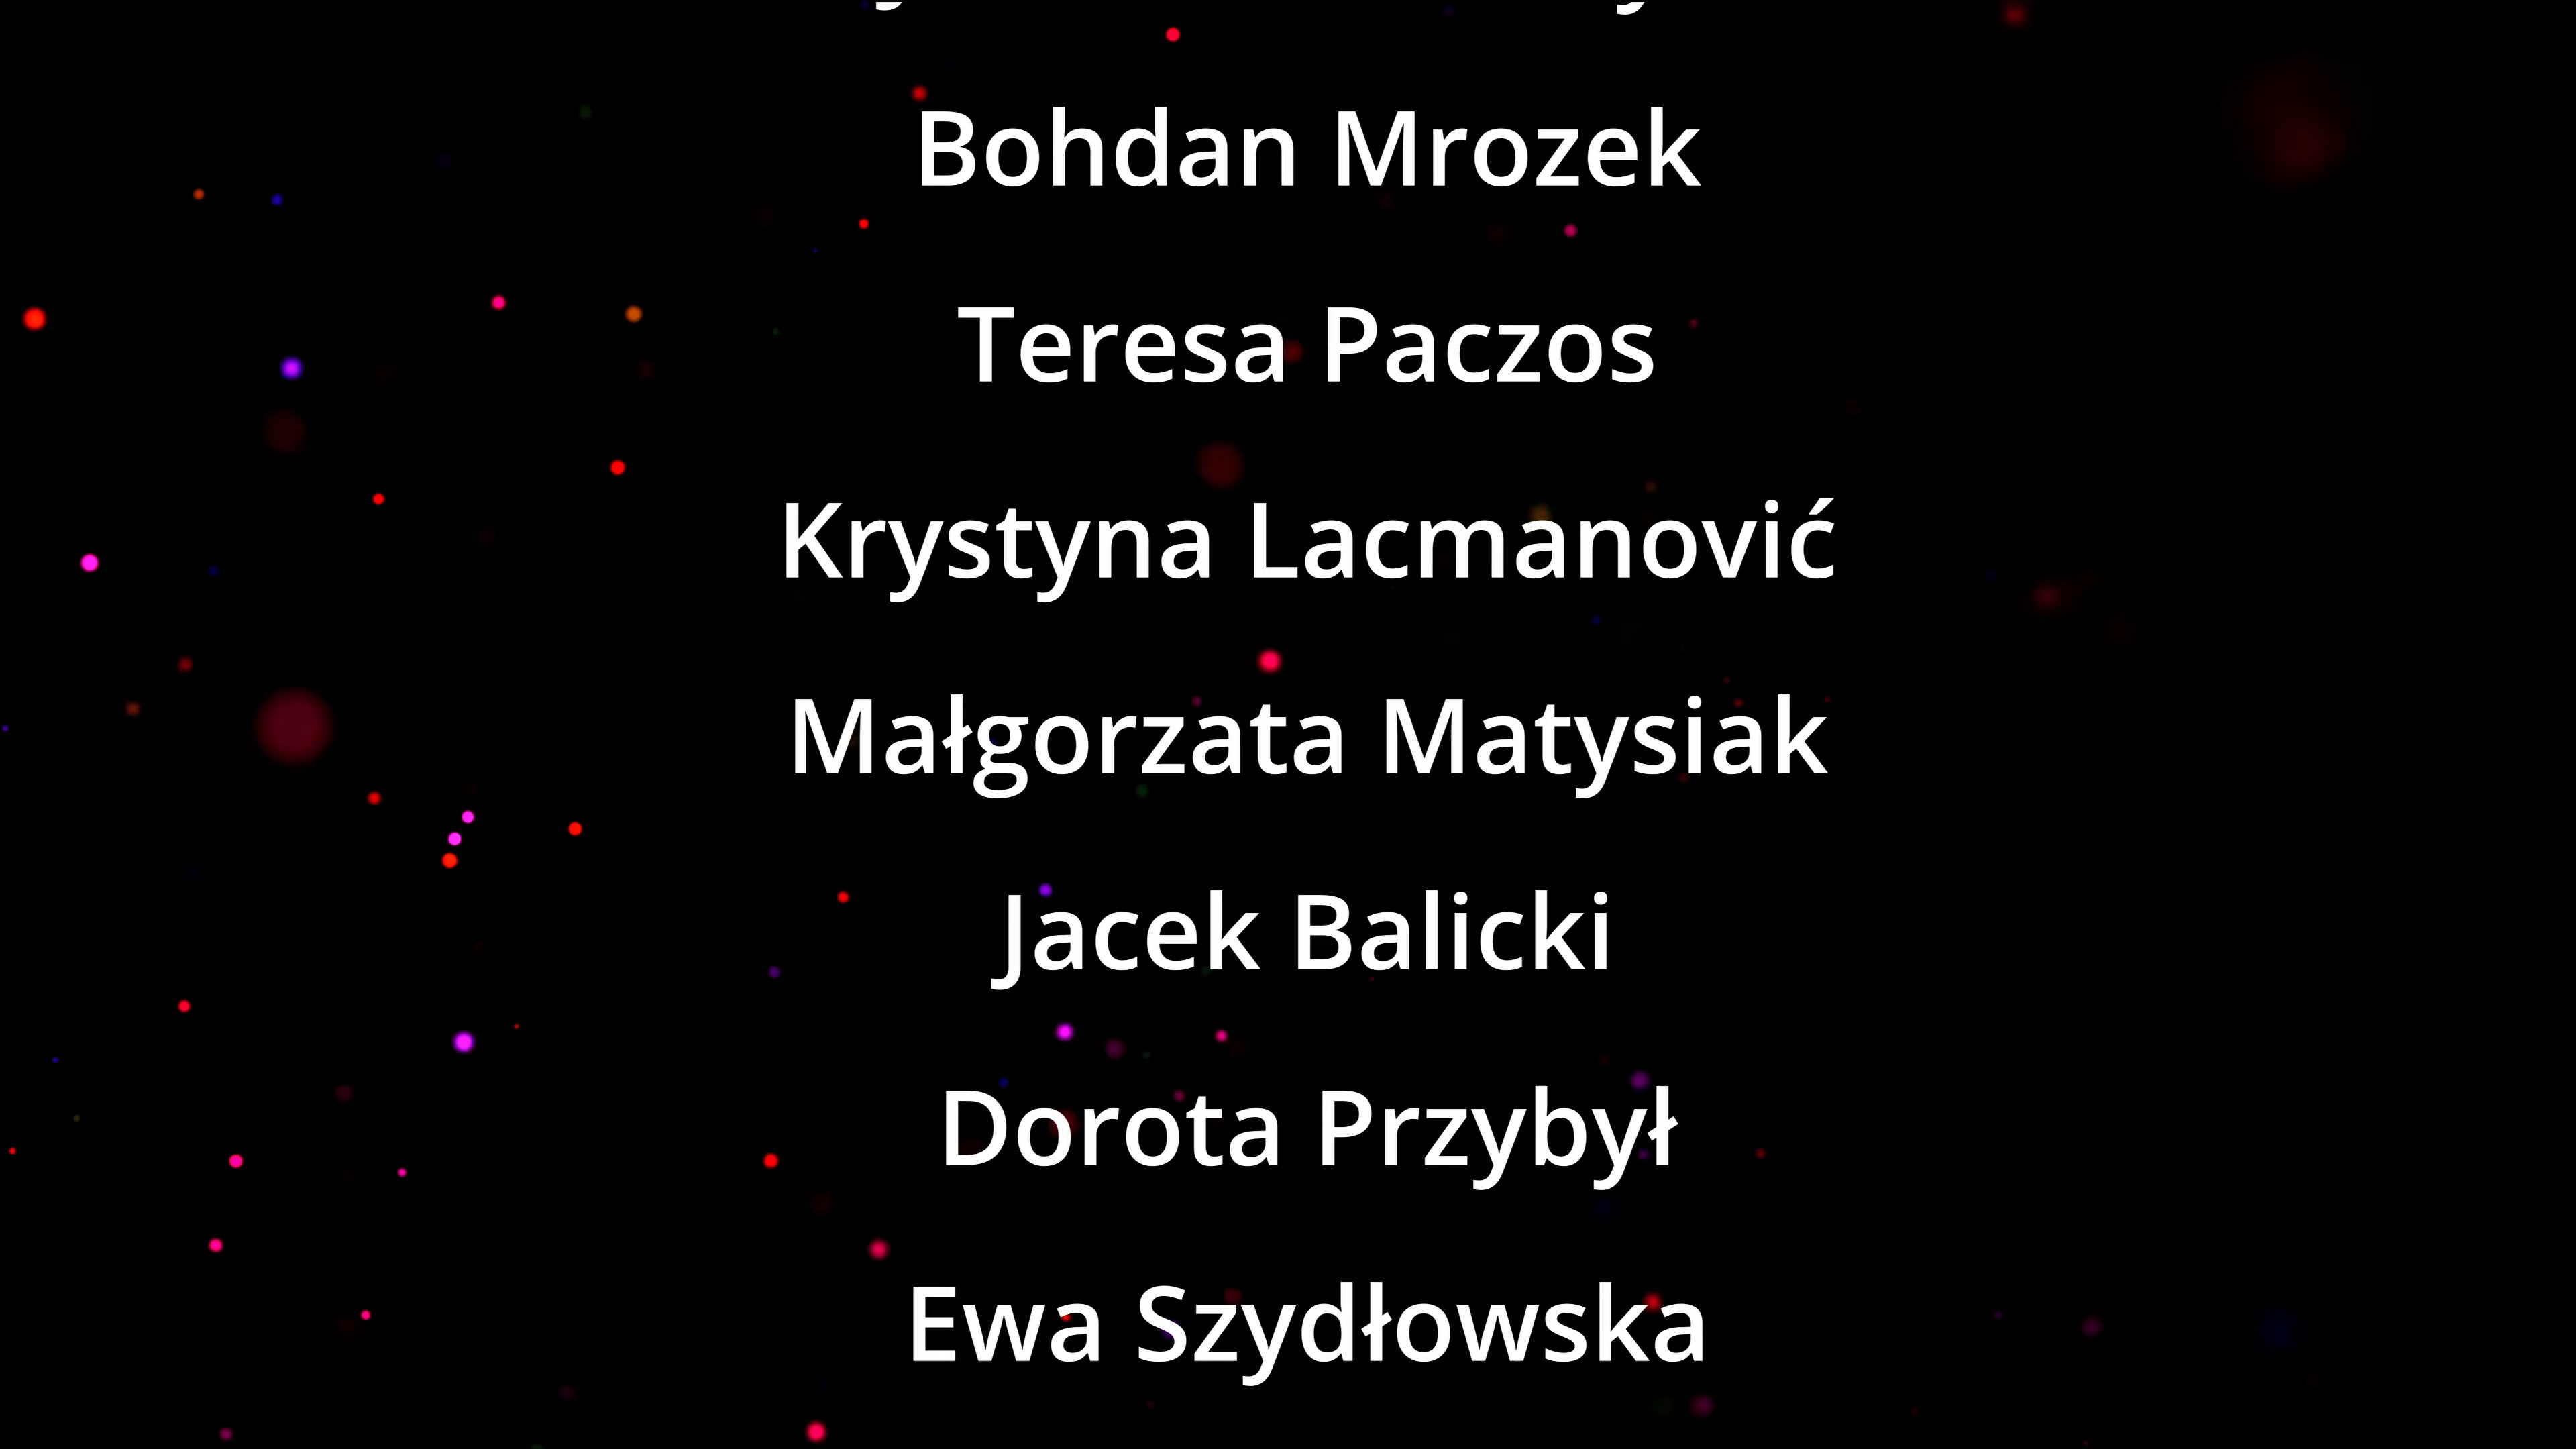 Bohdan Mrozek
Teresa Paczos
Krystyna Lacmanović
Małgorzata Matysiak
Jacek Balicki
Dorota Przybył
Ewa Szydłowska